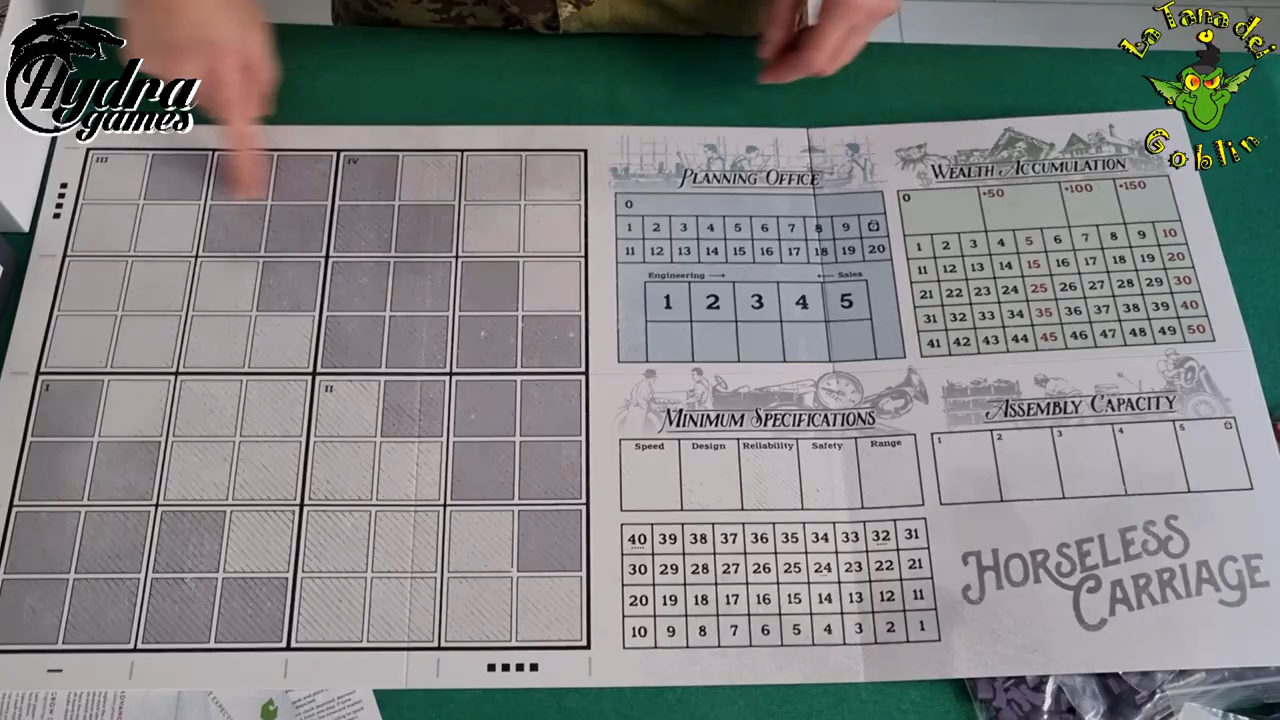 Hydra
games
La Tana dei
Goblin
III
IV
I
II
PLANNING OFFICE
0
1 2 3 4 5 6 7 8 9
11 12 13 14 15 16 17 18 19 20
Engineering → ← Sales
1 2 3 4 5
WEALTH ACCUMULATION
0 +50 +100 +150
1 2 3 4 5 6 7 8 9 10
11 12 13 14 15 16 17 18 19 20
21 22 23 24 25 26 27 28 29 30
31 32 33 34 35 36 37 38 39 40
41 42 43 44 45 46 47 48 49 50
MINIMUM SPECIFICATIONS
Speed Design Reliability Safety Range
40 39 38 37 36 35 34 33 32 31
30 29 28 27 26 25 24 23 22 21
20 19 18 17 16 15 14 13 12 11
10 9 8 7 6 5 4 3 2 1
ASSEMBLY CAPACITY
1 2 3 4 5
HORSELESS
CARRIAGE